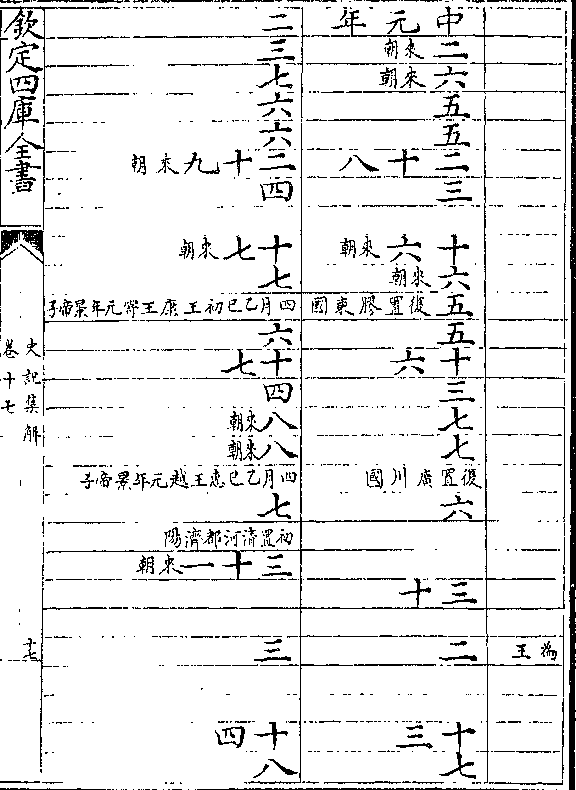 為王
中元年
二來朝
六來朝
五
五
二十八
三
十六來朝
六來朝
五復置膠東國
五
十六
三
七
七
復置廣川國
六
三十
二
十三
七
二
三
七
六
六
二十九來朝
四
十七來朝
七
四月乙巳初王康王寄元年景帝子
六
十七
四
八來朝
八來朝
四月乙巳惠王越元年景帝子
七
初置清河都濟陽
三十一來朝
三
十四
八
欽定四庫全書
史記集解
卷十七
十七